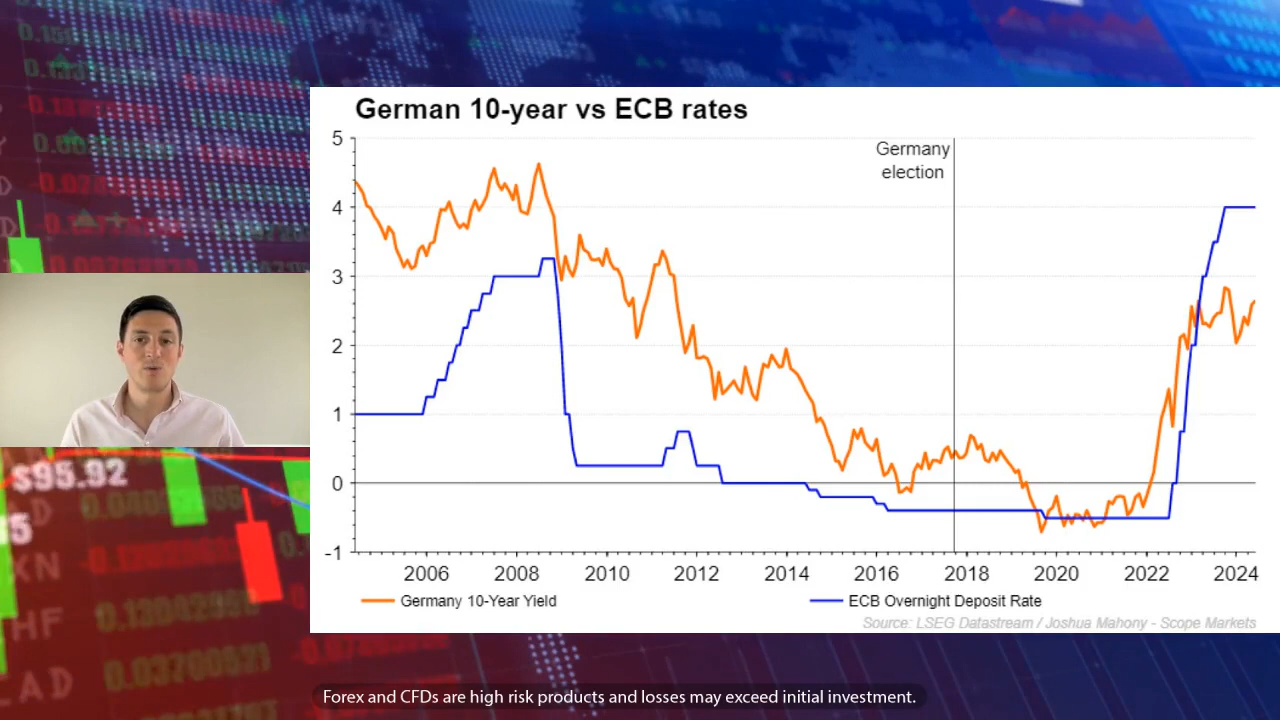 German 10-year vs ECB rates
5
4
3
2
1
0
-1
Germany
election
2006 2008 2010 2012 2014 2016 2018 2020 2022 2024
Germany 10-Year Yield ECB Overnight Deposit Rate
Source: LSEG Datastream / Joshua Mahony - Scope Markets
$95.92
Forex and CFDs are high risk products and losses may exceed initial investment.